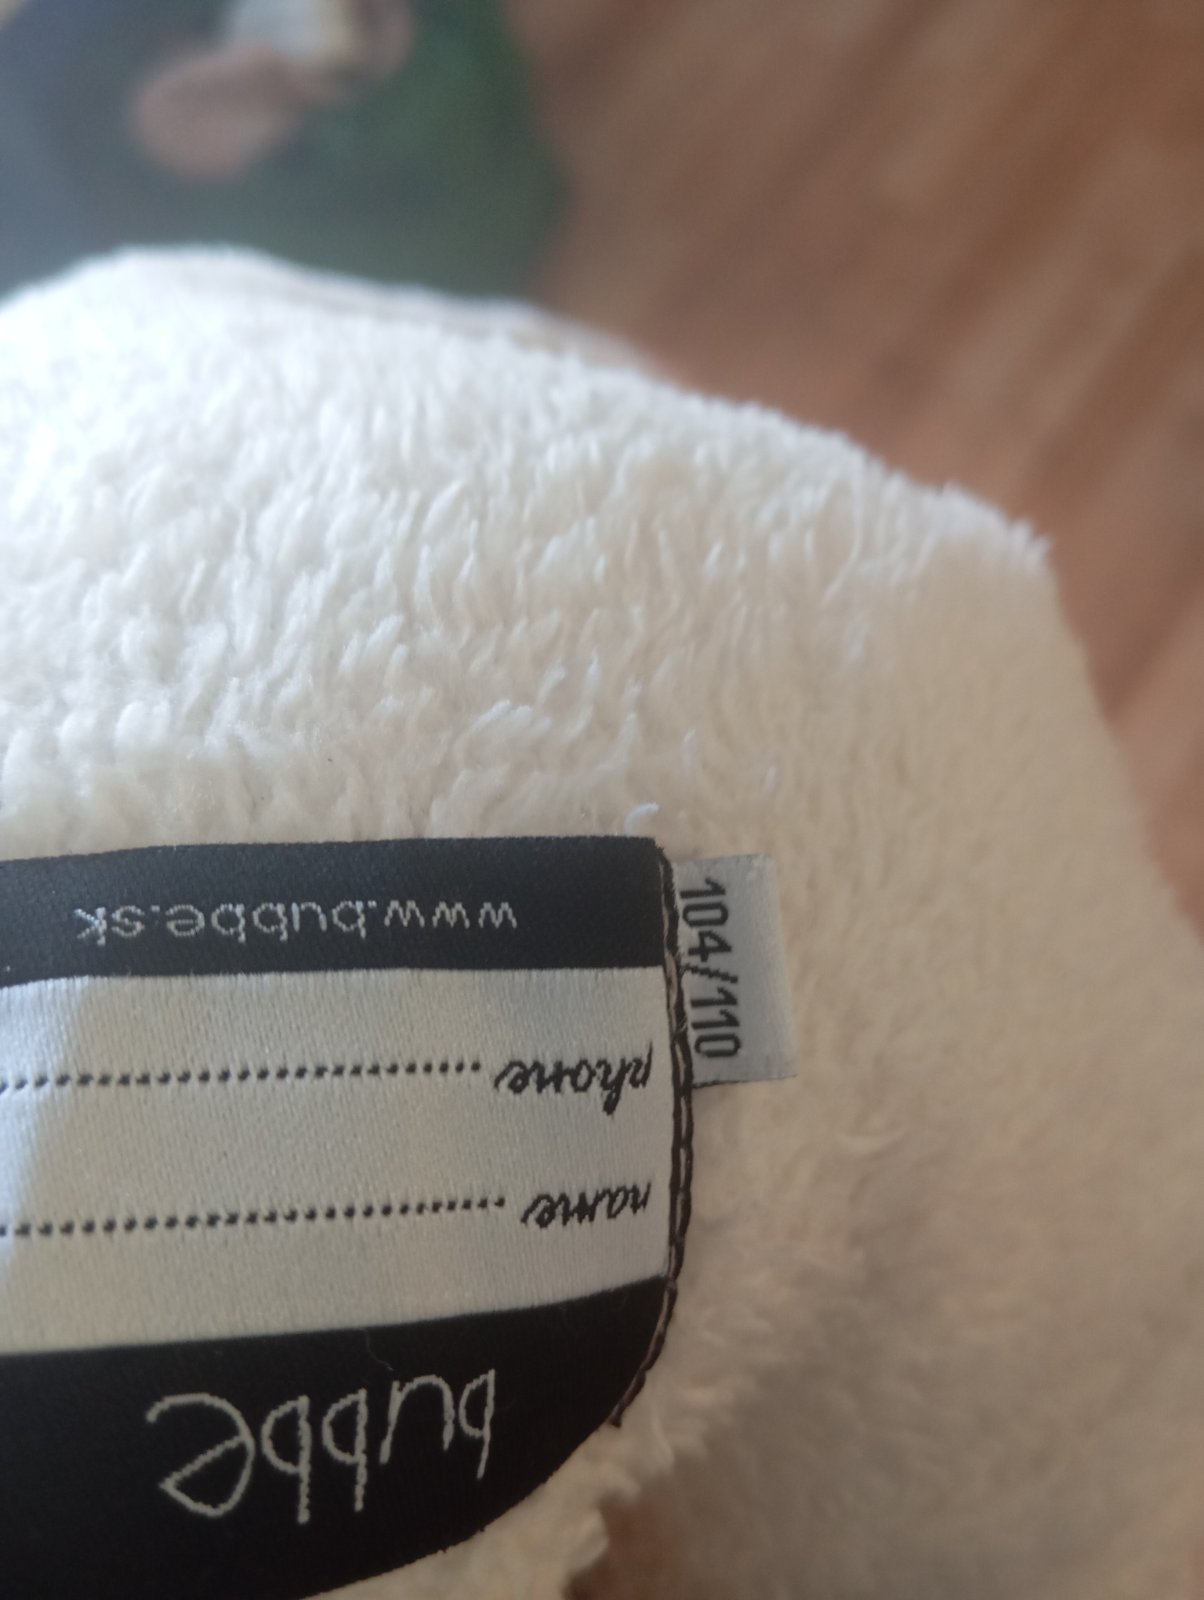 bubbe
name ............................
phone ............................
www.bubbe.sk
104/110